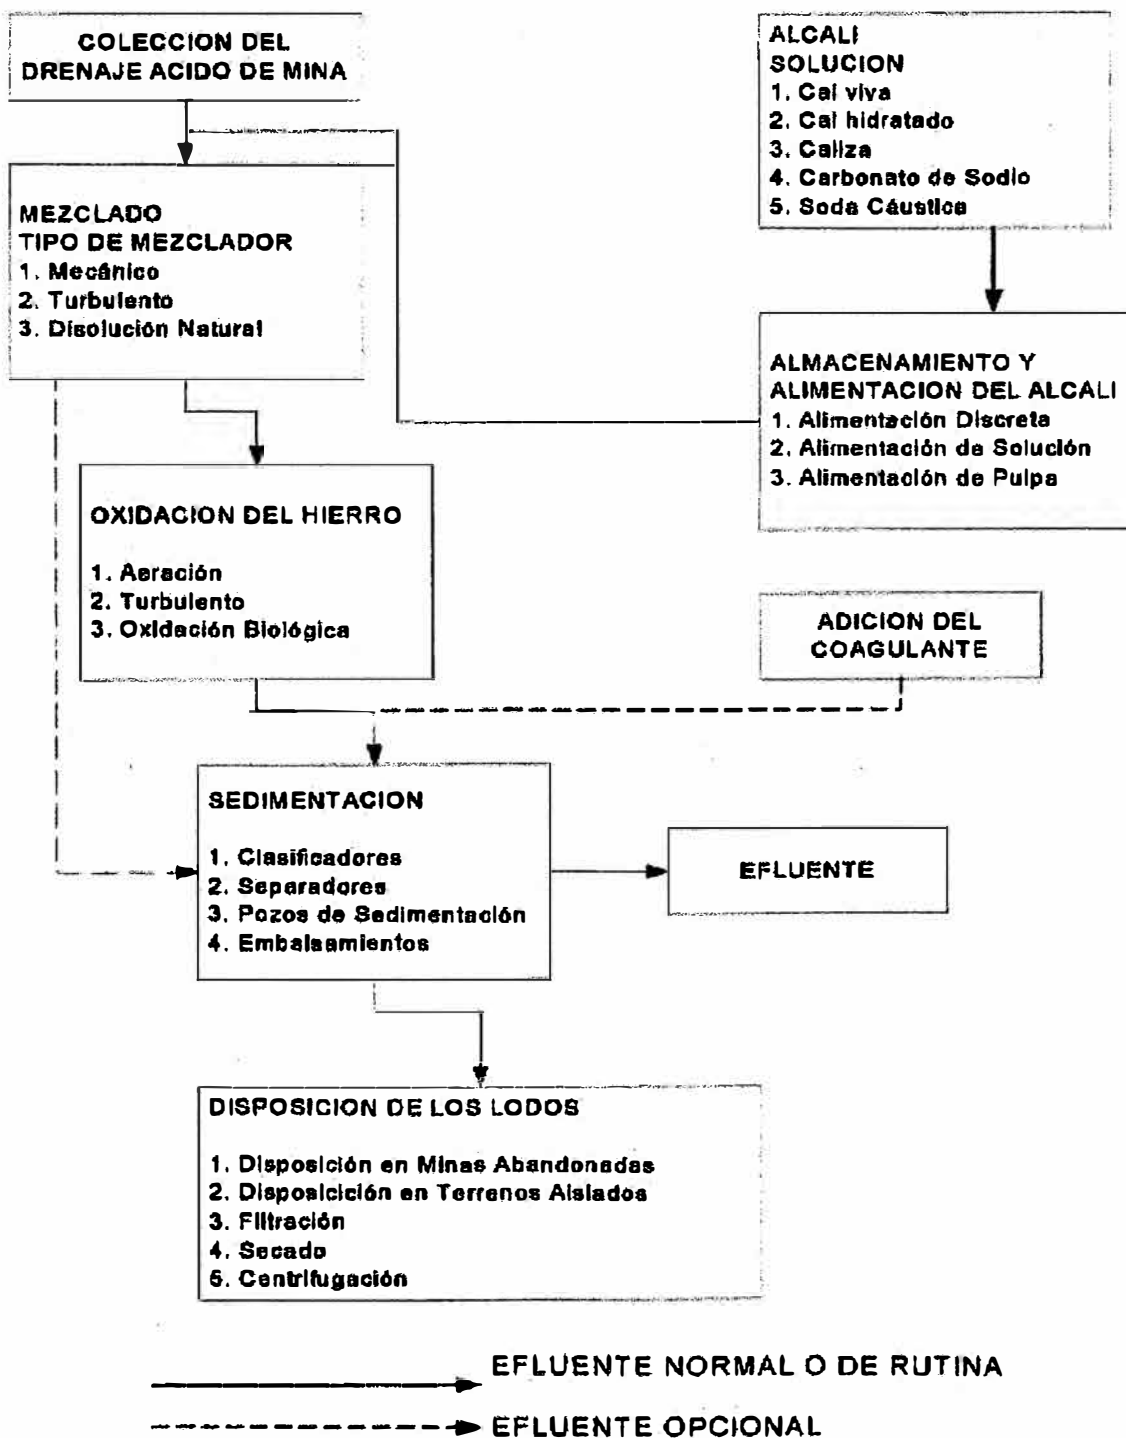 COLECCION DEL
DRENAJE ACIDO DE MINA
ALCALI
SOLUCION
1. Cal viva
2. Cal hidratado
3. Caliza
4. Carbonato de Sodio
5. Soda Cáustica
MEZCLADO
TIPO DE MEZCLADOR
1. Mecánico
2. Turbulento
3. Disolución Natural
ALMACENAMIENTO Y
ALIMENTACION DEL ALCALI
1. Alimentación Discreta
2. Alimentación de Solución
3. Alimentación de Pulpa
OXIDACION DEL HIERRO
1. Aeración
2. Turbulento
3. Oxidación Biológica
ADICION DEL
COAGULANTE
SEDIMENTACION
1. Clasificadores
2. Separadores
3. Pozos de Sedimentación
4. Embalsamientos
EFLUENTE
DISPOSICION DE LOS LODOS
1. Disposición en Minas Abandonadas
2. Disposicición en Terrenos Aislados
3. Filtración
4. Secado
5. Centrifugación
EFLUENTE NORMAL O DE RUTINA
EFLUENTE OPCIONAL